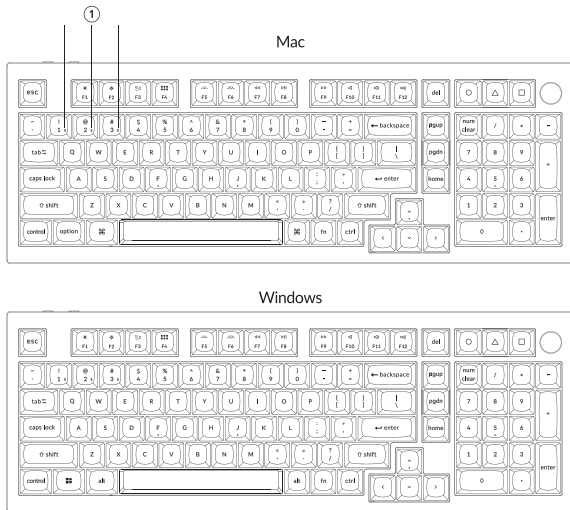 ①
Mac
esc F1 F2 F3 F4 F5 F6 F7 F8 F9 F10 F11 F12 del
~ ` ! 1 @ 2 # 3 $ 4 % 5 ^ 6 & 7 * 8 ( 9 ) 0 - + = ← backspace pgup num clear / * -
tab Q W E R T Y U I O P { [ } ] | \ pgdn 7 8 9 +
caps lock A S D F G H J K L : ; ← enter home 4 5 6
⇧ shift Z X C V B N M < , > . ? / ⇧ shift ^ 1 2 3 enter
control option ⌘ ⌘ fn ctrl ‹ ˅ › 0 .
Windows
esc F1 F2 F3 F4 F5 F6 F7 F8 F9 F10 F11 F12 del
~ ` ! 1 @ 2 # 3 $ 4 % 5 ^ 6 & 7 * 8 ( 9 ) 0 - + = ← backspace pgup num clear / * -
tab Q W E R T Y U I O P { [ } ] | \ pgdn 7 8 9 +
caps lock A S D F G H J K L : ; ← enter home 4 5 6
⇧ shift Z X C V B N M < , > . ? / ⇧ shift ^ 1 2 3 enter
control alt alt fn ctrl ‹ ˅ › 0 .